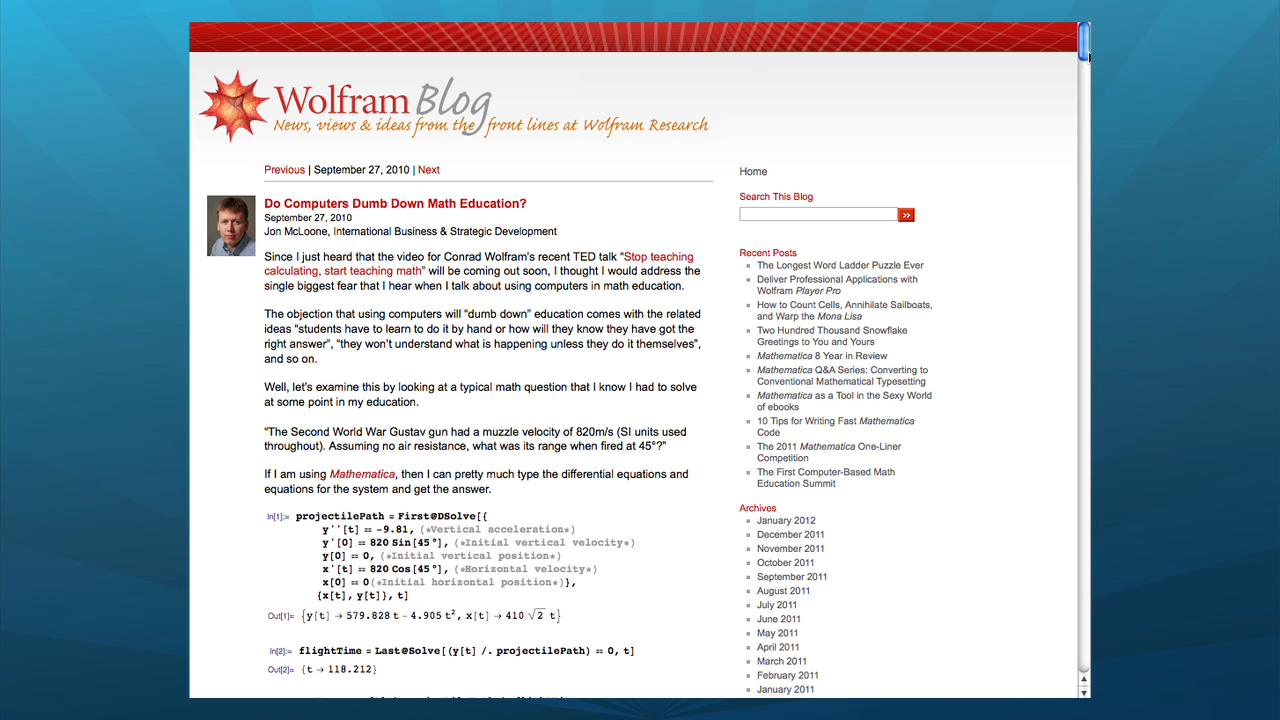 Wolfram Blog
News, views & ideas from the front lines at Wolfram Research
Previous | September 27, 2010 | Next
Do Computers Dumb Down Math Education?
September 27, 2010
Jon McLoone, International Business & Strategic Development
Since I just heard that the video for Conrad Wolfram's recent TED talk “Stop teaching
calculating, start teaching math” will be coming out soon, I thought I would address the
single biggest fear that I hear when I talk about using computers in math education.
The objection that using computers will “dumb down” education comes with the related
ideas “students have to learn to do it by hand or how will they know they have got the
right answer”, “they won't understand what is happening unless they do it themselves”,
and so on.
Well, let's examine this by looking at a typical math question that I know I had to solve
at some point in my education.
“The Second World War Gustav gun had a muzzle velocity of 820m/s (SI units used
throughout). Assuming no air resistance, what was its range when fired at 45°?”
If I am using Mathematica, then I can pretty much type the differential equations and
equations for the system and get the answer.
In[1]:= projectilePath = First@DSolve[{
y''[t] == -9.81, (*Vertical acceleration*)
y'[0] == 820 Sin[45 °], (*Initial vertical velocity*)
y[0] == 0, (*Initial vertical position*)
x'[t] == 820 Cos[45 °], (*Horizontal velocity*)
x[0] == 0(*Initial horizontal position*)},
{x[t], y[t]}, t]
Out[1]= {y[t] → 579.828 t - 4.905 t², x[t] → 410 √2 t}
In[2]:= flightTime = Last@Solve[(y[t] /. projectilePath) == 0, t]
Out[2]= {t → 118.212}
Home
Search This Blog
»
Recent Posts
The Longest Word Ladder Puzzle Ever
Deliver Professional Applications with
Wolfram Player Pro
How to Count Cells, Annihilate Sailboats,
and Warp the Mona Lisa
Two Hundred Thousand Snowflake
Greetings to You and Yours
Mathematica 8 Year in Review
Mathematica Q&A Series: Converting to
Conventional Mathematical Typesetting
Mathematica as a Tool in the Sexy World
of ebooks
10 Tips for Writing Fast Mathematica
Code
The 2011 Mathematica One-Liner
Competition
The First Computer-Based Math
Education Summit
Archives
January 2012
December 2011
November 2011
October 2011
September 2011
August 2011
July 2011
June 2011
May 2011
April 2011
March 2011
February 2011
January 2011